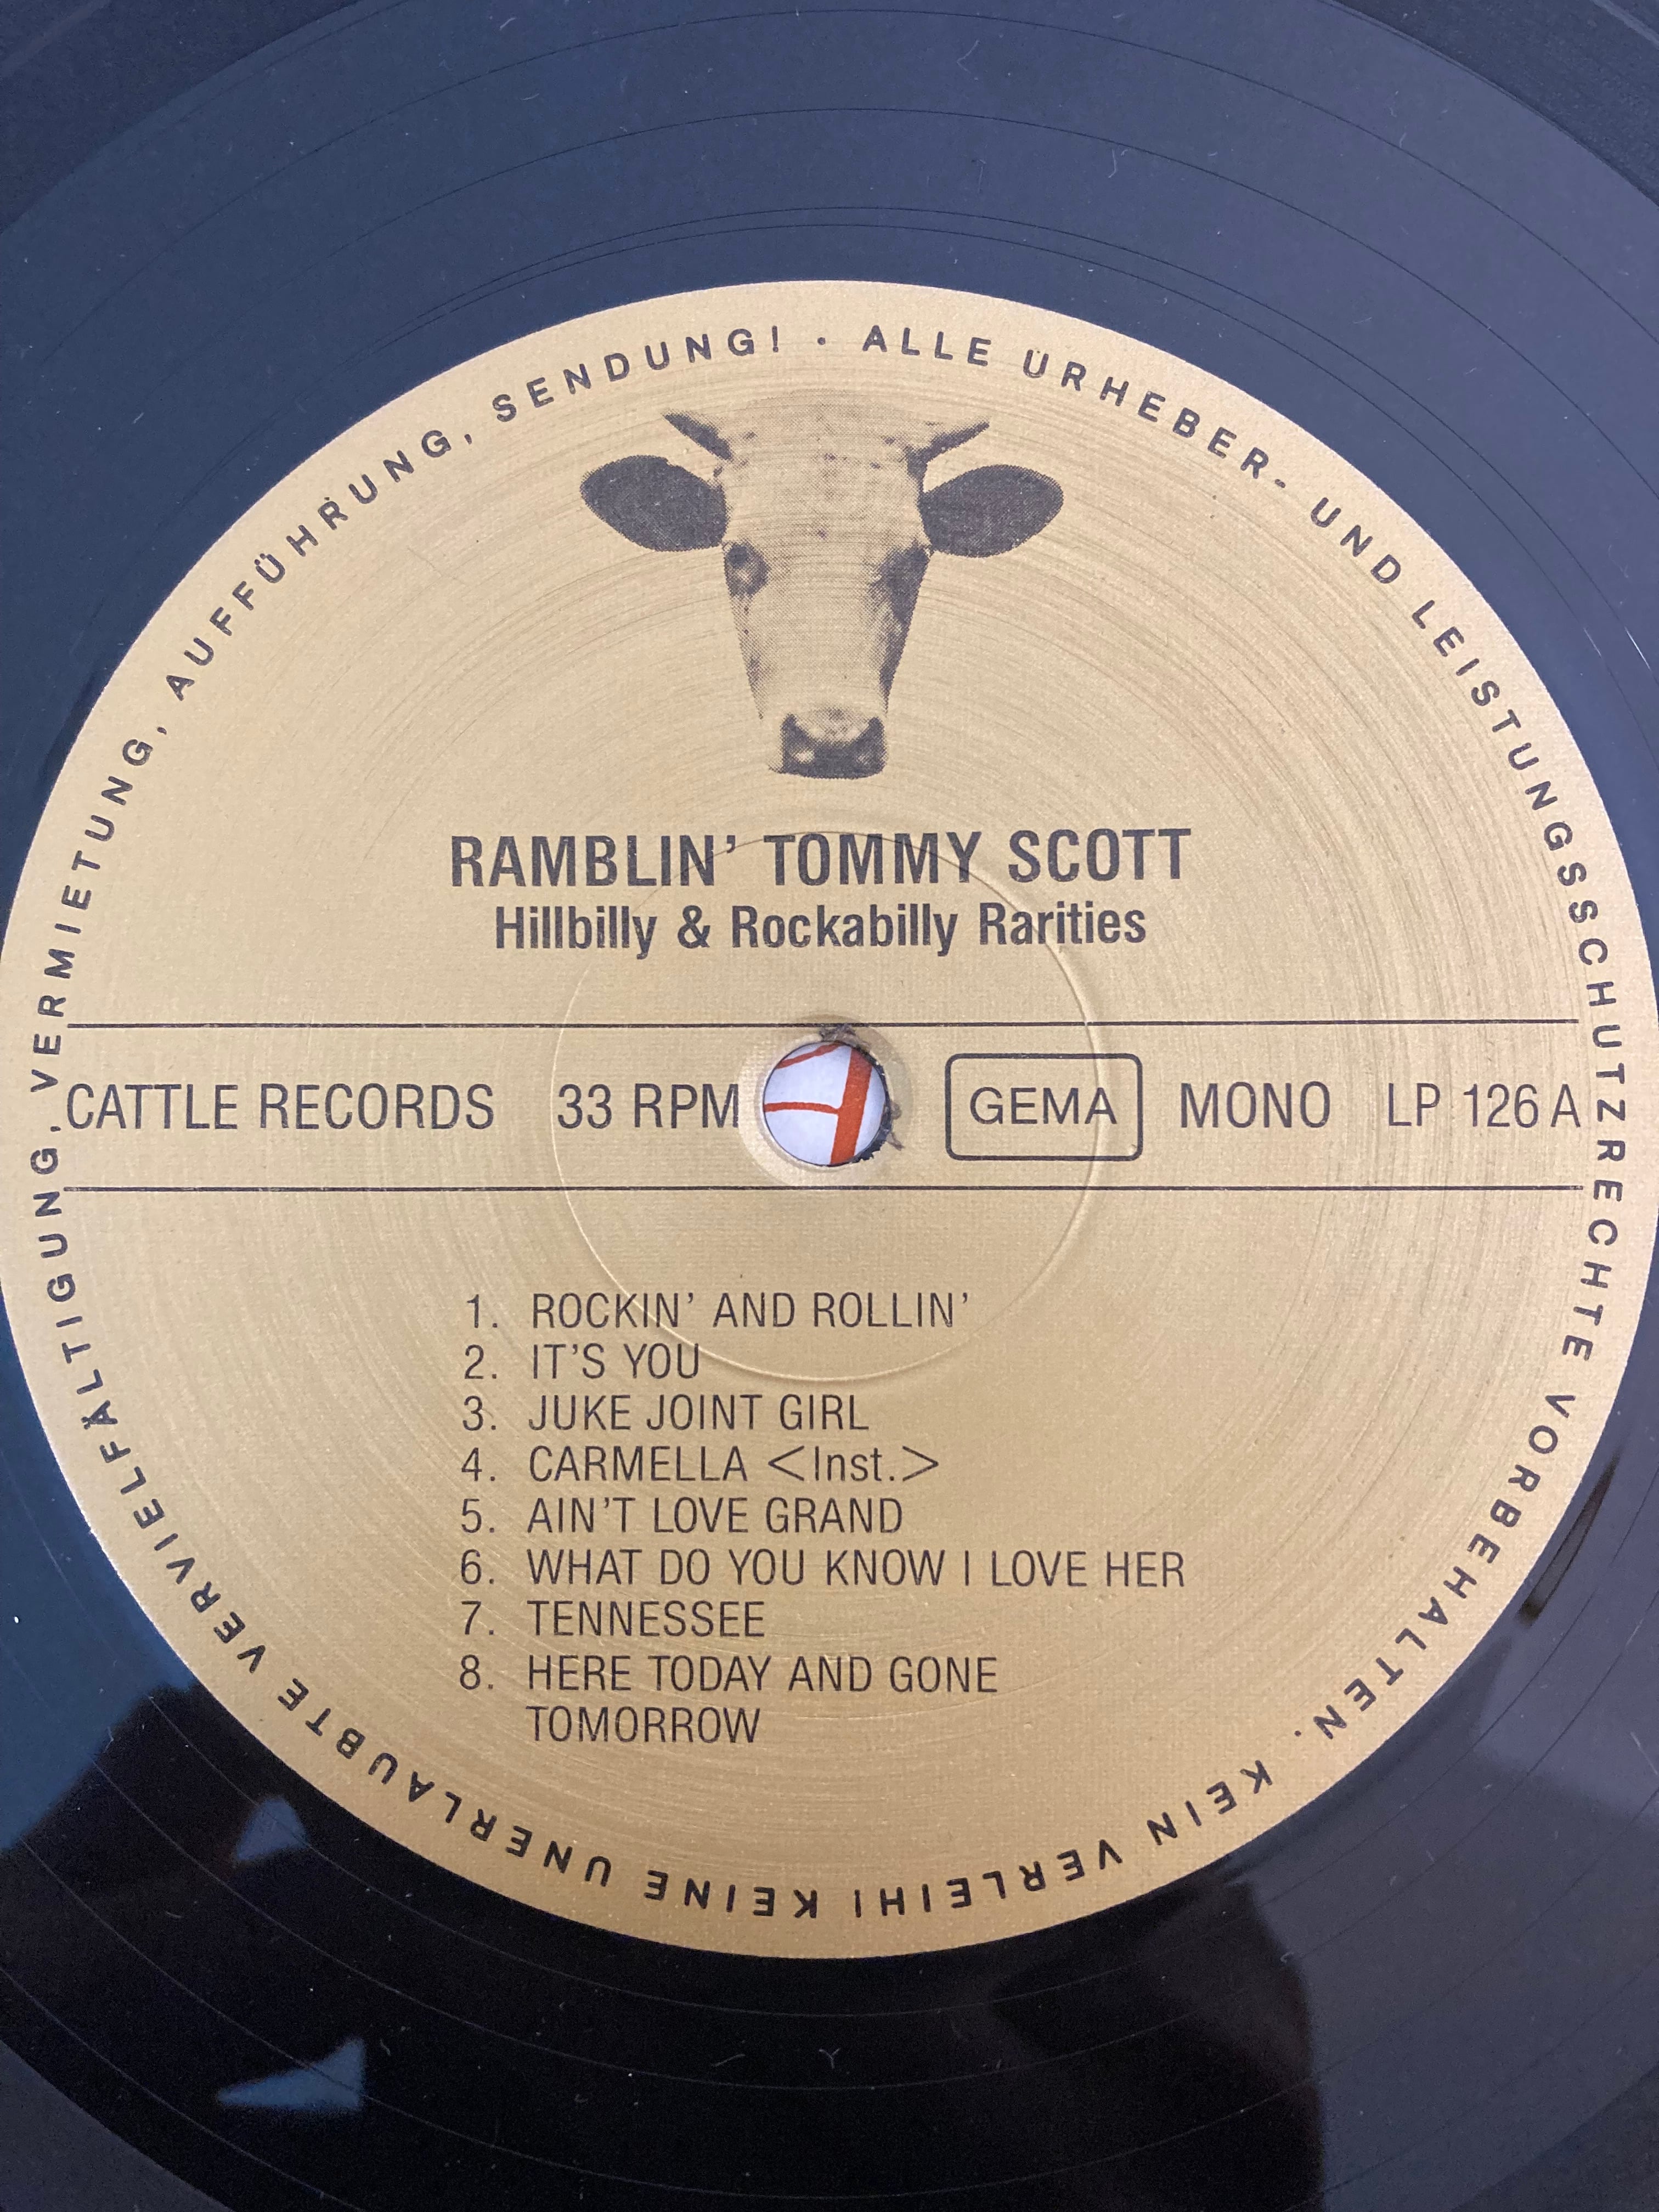 ALLE URHEBER- UND LEISTUNGSSCHUTZRECHTE VORBEHALTEN. KEIN VERLEIH! KEINE UNERLAUBTE VERVIELFÄLTIGUNG, VERMIETUNG, AUFFÜHRUNG, SENDUNG! ·
RAMBLIN' TOMMY SCOTT
Hillbilly & Rockabilly Rarities
CATTLE RECORDS 33 RPM GEMA MONO LP 126 A
1. ROCKIN' AND ROLLIN'
2. IT'S YOU
3. JUKE JOINT GIRL
4. CARMELLA <Inst.>
5. AIN'T LOVE GRAND
6. WHAT DO YOU KNOW I LOVE HER
7. TENNESSEE
8. HERE TODAY AND GONE
TOMORROW